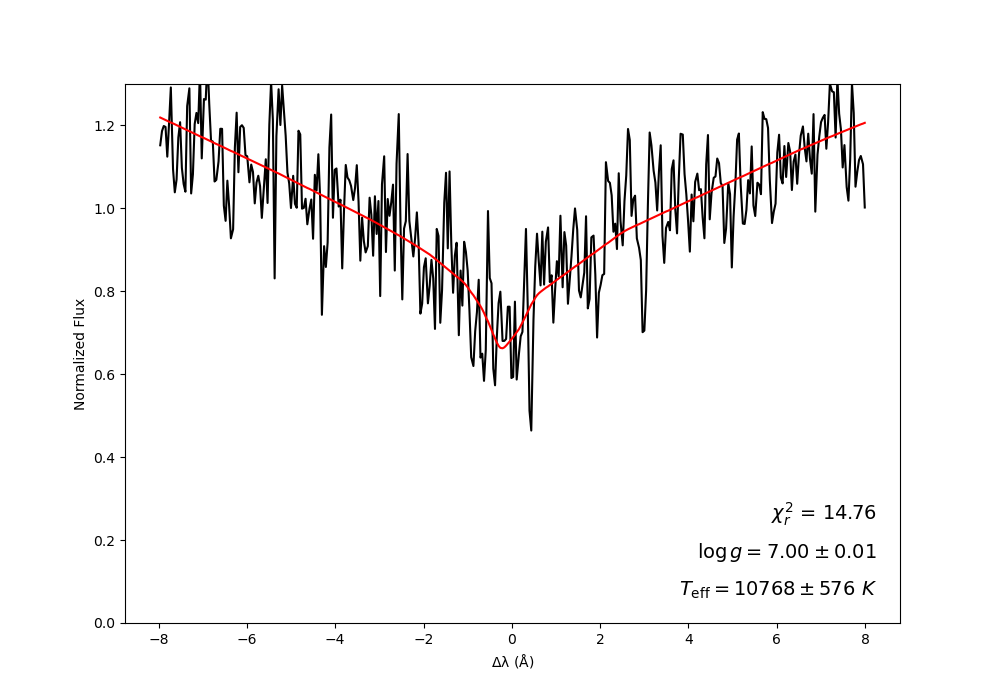 1.2
1.0
0.8
0.6
0.4
0.2
0.0
Normalized Flux
χ²ᵣ = 14.76
log g = 7.00 ± 0.01
T_eff = 10768 ± 576 K
−8 −6 −4 −2 0 2 4 6 8
Δλ (Å)